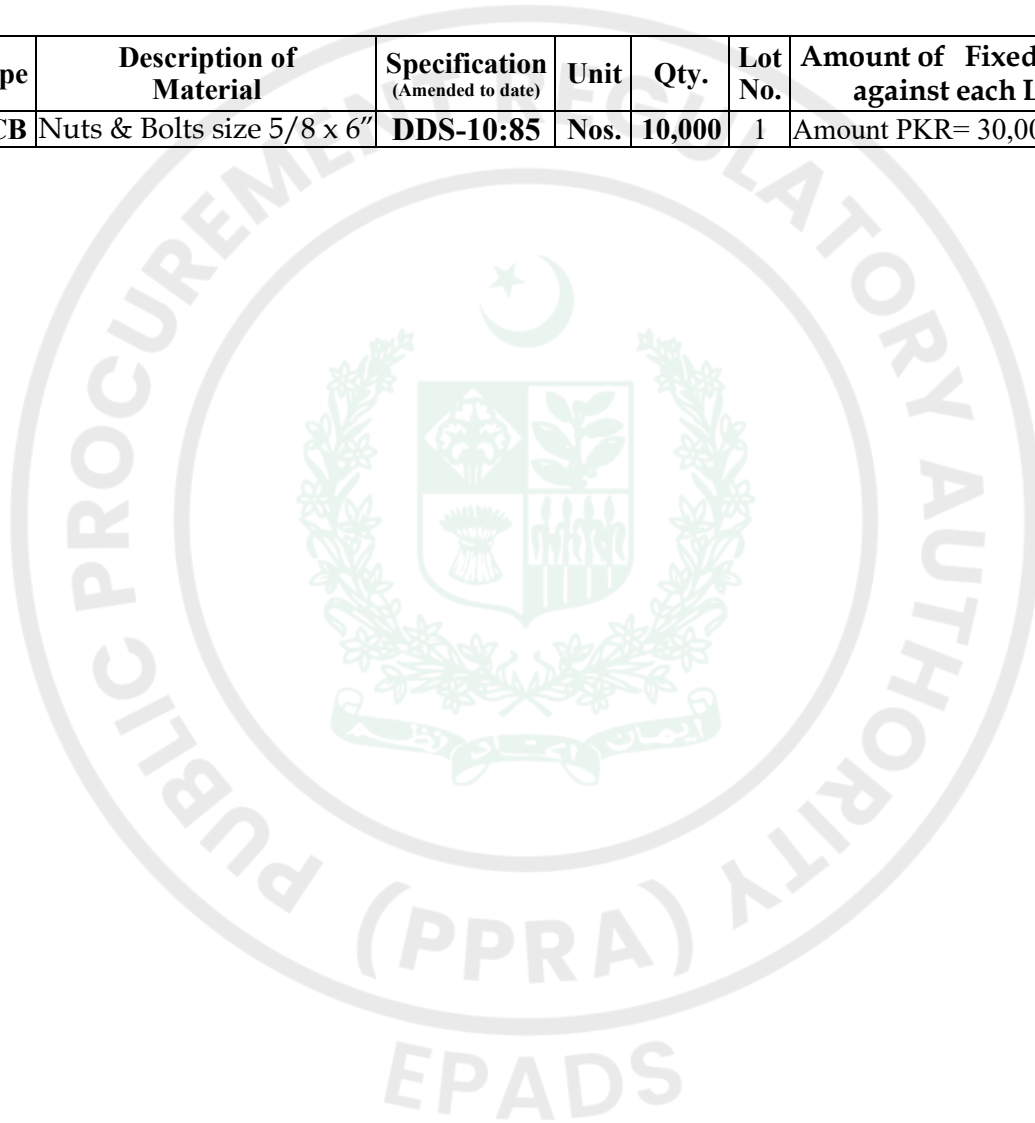 pe Description of Material Specification (Amended to date) Unit Qty. Lot No. Amount of Fixed against each L
CB Nuts & Bolts size 5/8 x 6" DDS-10:85 Nos. 10,000 1 Amount PKR= 30,00
PUBLIC PROCUREMENT REGULATORY AUTHORITY
(PPRA)
EPADS